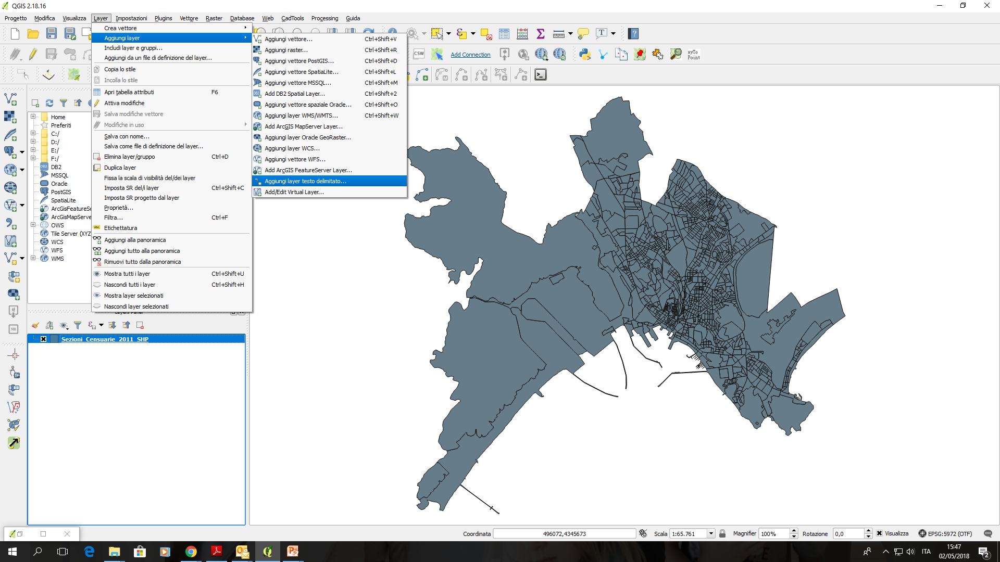 QGIS 2.18.16
Progetto Modifica Visualizza Layer Impostazioni Plugins Vettore Raster Database Web CadTools Processing Guida
Crea vettore
Aggiungi layer
Includi layer e gruppi...
Aggiungi da un file di definizione del layer...
Copia lo stile
Incolla lo stile
Apri tabella attributi F6
Attiva modifiche
Salva modifiche vettore
Modifiche in uso
Salva con nome...
Salva come file di definizione del layer...
Elimina layer/gruppo Ctrl+D
Duplica layer
Fissa la scala di visibilità del/dei layer
Imposta SR del/i layer Ctrl+Shift+C
Imposta SR progetto dal layer
Proprietà...
Filtra... Ctrl+F
abc Etichettatura
Aggiungi alla panoramica
Aggiungi tutto alla panoramica
Rimuovi tutto dalla panoramica
Mostra tutti i layer Ctrl+Shift+U
Nascondi tutti i layer Ctrl+Shift+H
Mostra layer selezionati
Nascondi layer selezionati
Aggiungi vettore... Ctrl+Shift+V
Aggiungi raster... Ctrl+Shift+R
Aggiungi vettore PostGIS... Ctrl+Shift+D
Aggiungi vettore SpatiaLite... Ctrl+Shift+L
Aggiungi vettore MSSQL... Ctrl+Shift+M
Add DB2 Spatial Layer... Ctrl+Shift+2
Aggiungi vettore spaziale Oracle... Ctrl+Shift+O
Aggiungi layer WMS/WMTS... Ctrl+Shift+W
Add ArcGIS MapServer Layer...
Aggiungi layer Oracle GeoRaster...
Aggiungi layer WCS...
Aggiungi vettore WFS...
Add ArcGIS FeatureServer Layer...
Aggiungi layer testo delimitato...
Add/Edit Virtual Layer...
CSW
Add Connection
xyTo
Point
Home
Preferiti
C:/
D:/
E:/
F:/
DB2
MSSQL
Oracle
PostGIS
SpatiaLite
ArcGisFeatureSe
ArcGisMapServe
OWS
Tile Server (XYZ
WCS
WFS
WMS
SQL
Layers Panel
Sezioni_Censuarie_2011_SHP
Coordinata 496072,4345673 Scala 1:65.761 Magnifier 100% Rotazione 0,0 Visualizza EPSG:5972 (OTF)
ITA
15:47
02/05/2018
2